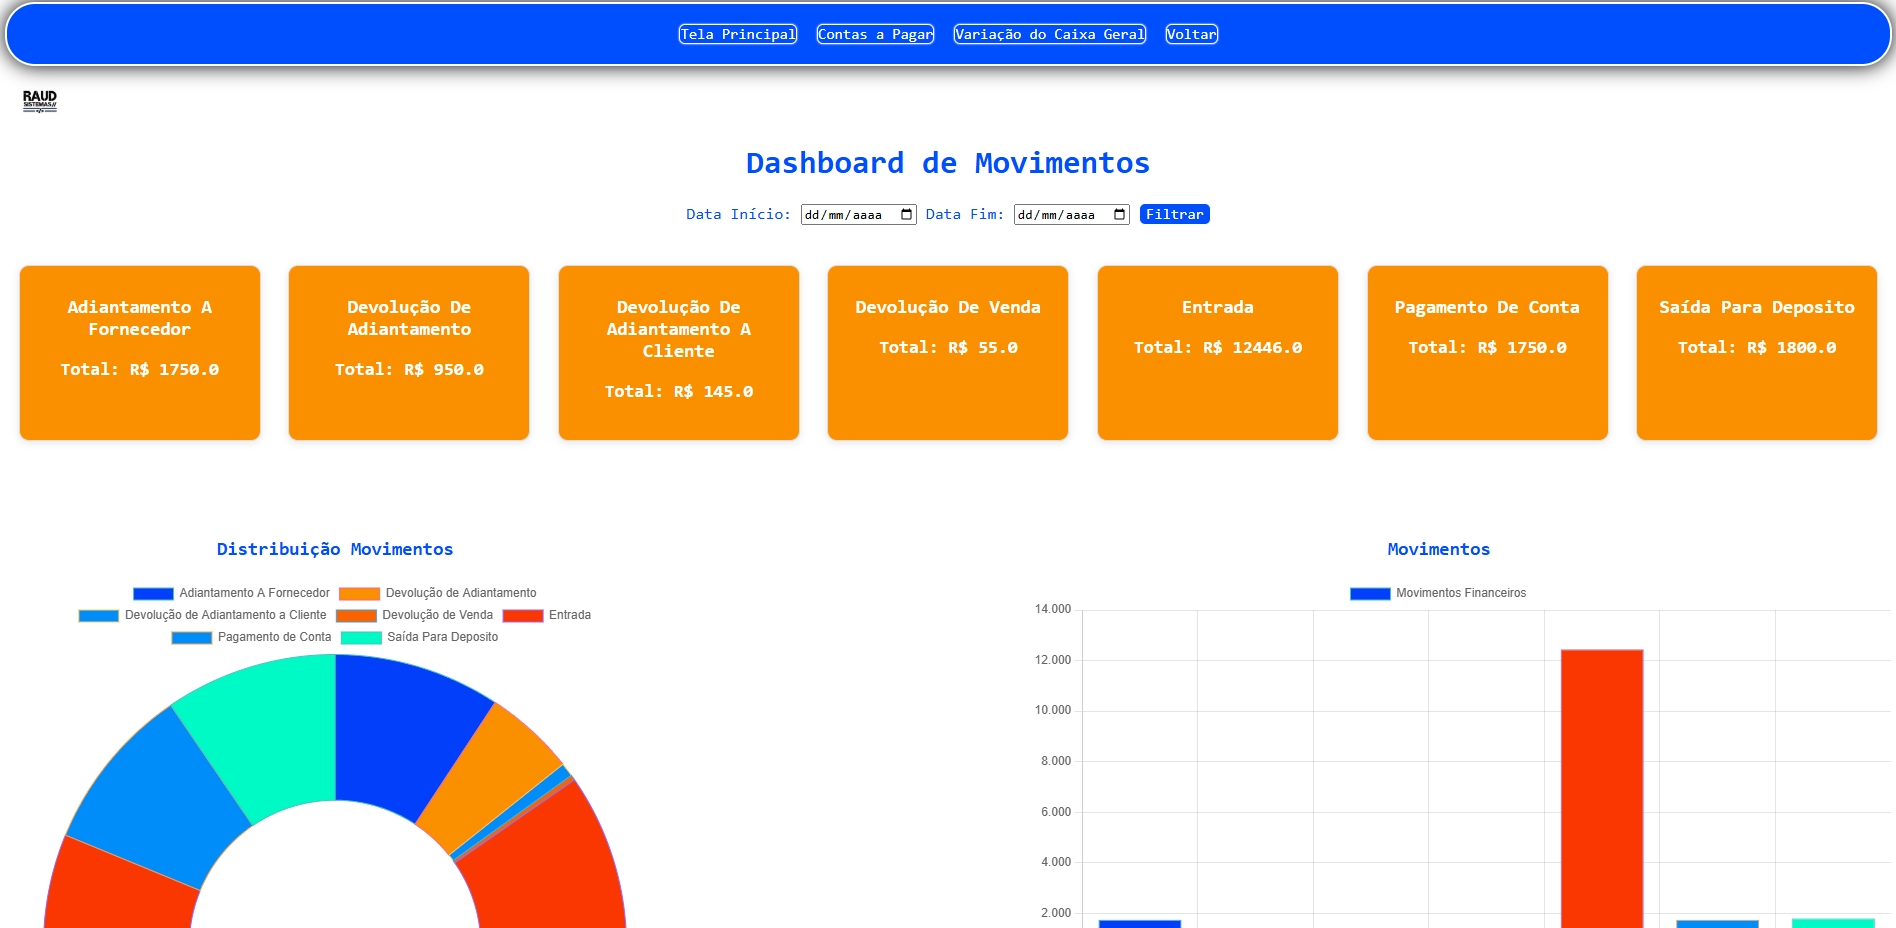 Tela Principal Contas a Pagar Variação do Caixa Geral Voltar
RAUD
SISTEMAS//
</>
Dashboard de Movimentos
Data Início: dd/mm/aaaa Data Fim: dd/mm/aaaa Filtrar
Adiantamento A
Fornecedor
Total: R$ 1750.0
Devolução De
Adiantamento
Total: R$ 950.0
Devolução De
Adiantamento A
Cliente
Total: R$ 145.0
Devolução De Venda
Total: R$ 55.0
Entrada
Total: R$ 12446.0
Pagamento De Conta
Total: R$ 1750.0
Saída Para Deposito
Total: R$ 1800.0
Distribuição Movimentos
Adiantamento A Fornecedor Devolução de Adiantamento
Devolução de Adiantamento a Cliente Devolução de Venda Entrada
Pagamento de Conta Saída Para Deposito
Movimentos
Movimentos Financeiros
14.000
12.000
10.000
8.000
6.000
4.000
2.000